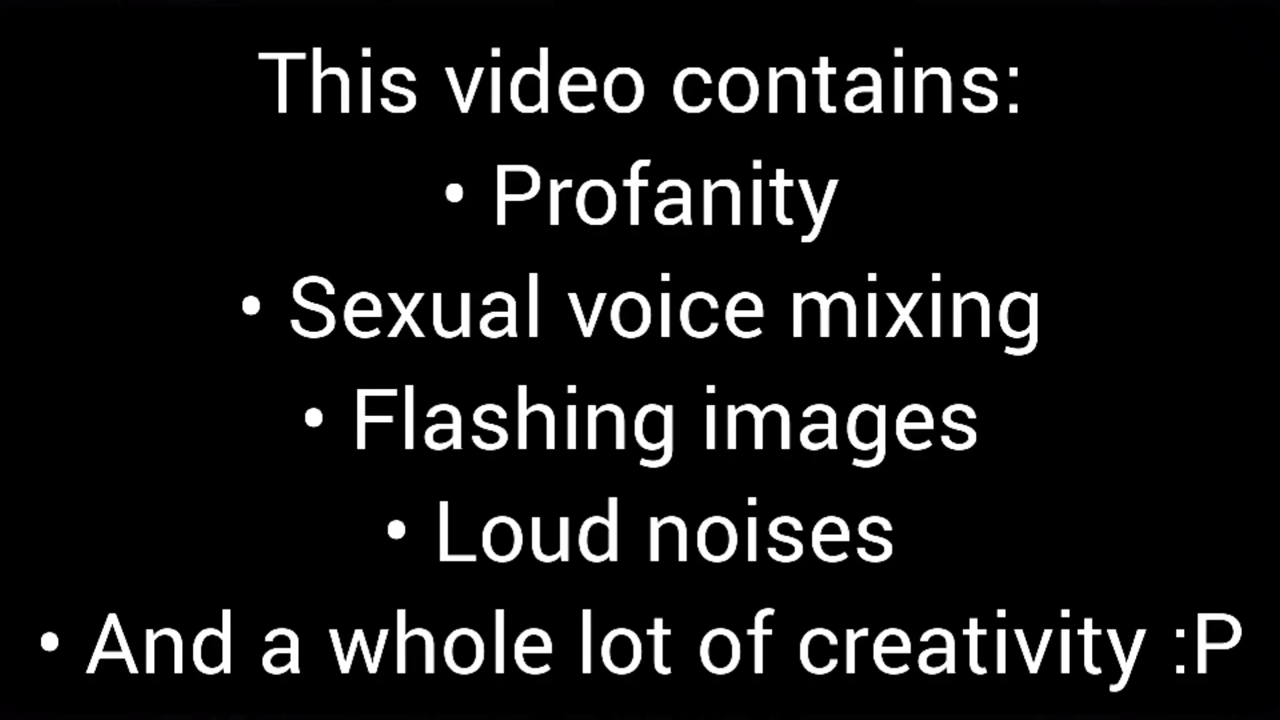 This video contains:
• Profanity
• Sexual voice mixing
• Flashing images
• Loud noises
• And a whole lot of creativity :P